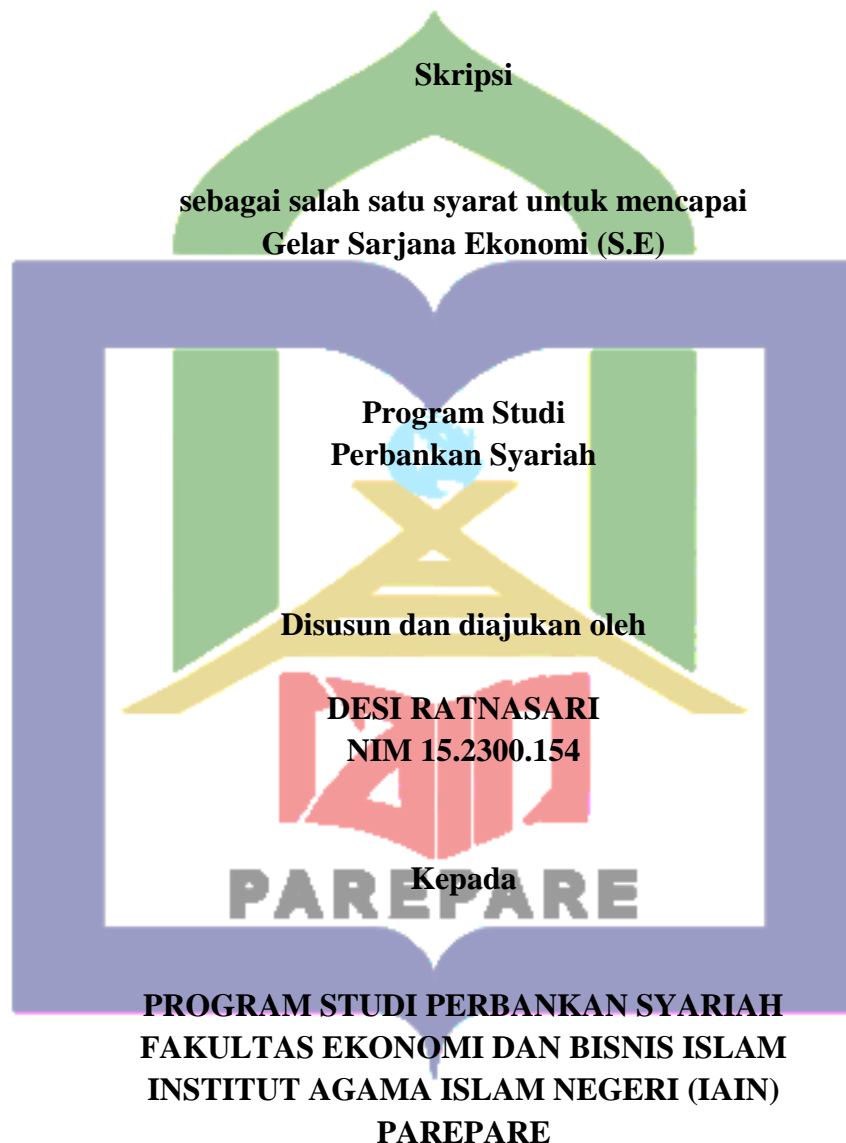 Skripsi
sebagai salah satu syarat untuk mencapai
Gelar Sarjana Ekonomi (S.E)
Program Studi
Perbankan Syariah
Disusun dan diajukan oleh
DESI RATNASARI
NIM 15.2300.154
IAIN
Kepada
PAREPARE
PROGRAM STUDI PERBANKAN SYARIAH
FAKULTAS EKONOMI DAN BISNIS ISLAM
INSTITUT AGAMA ISLAM NEGERI (IAIN)
PAREPARE